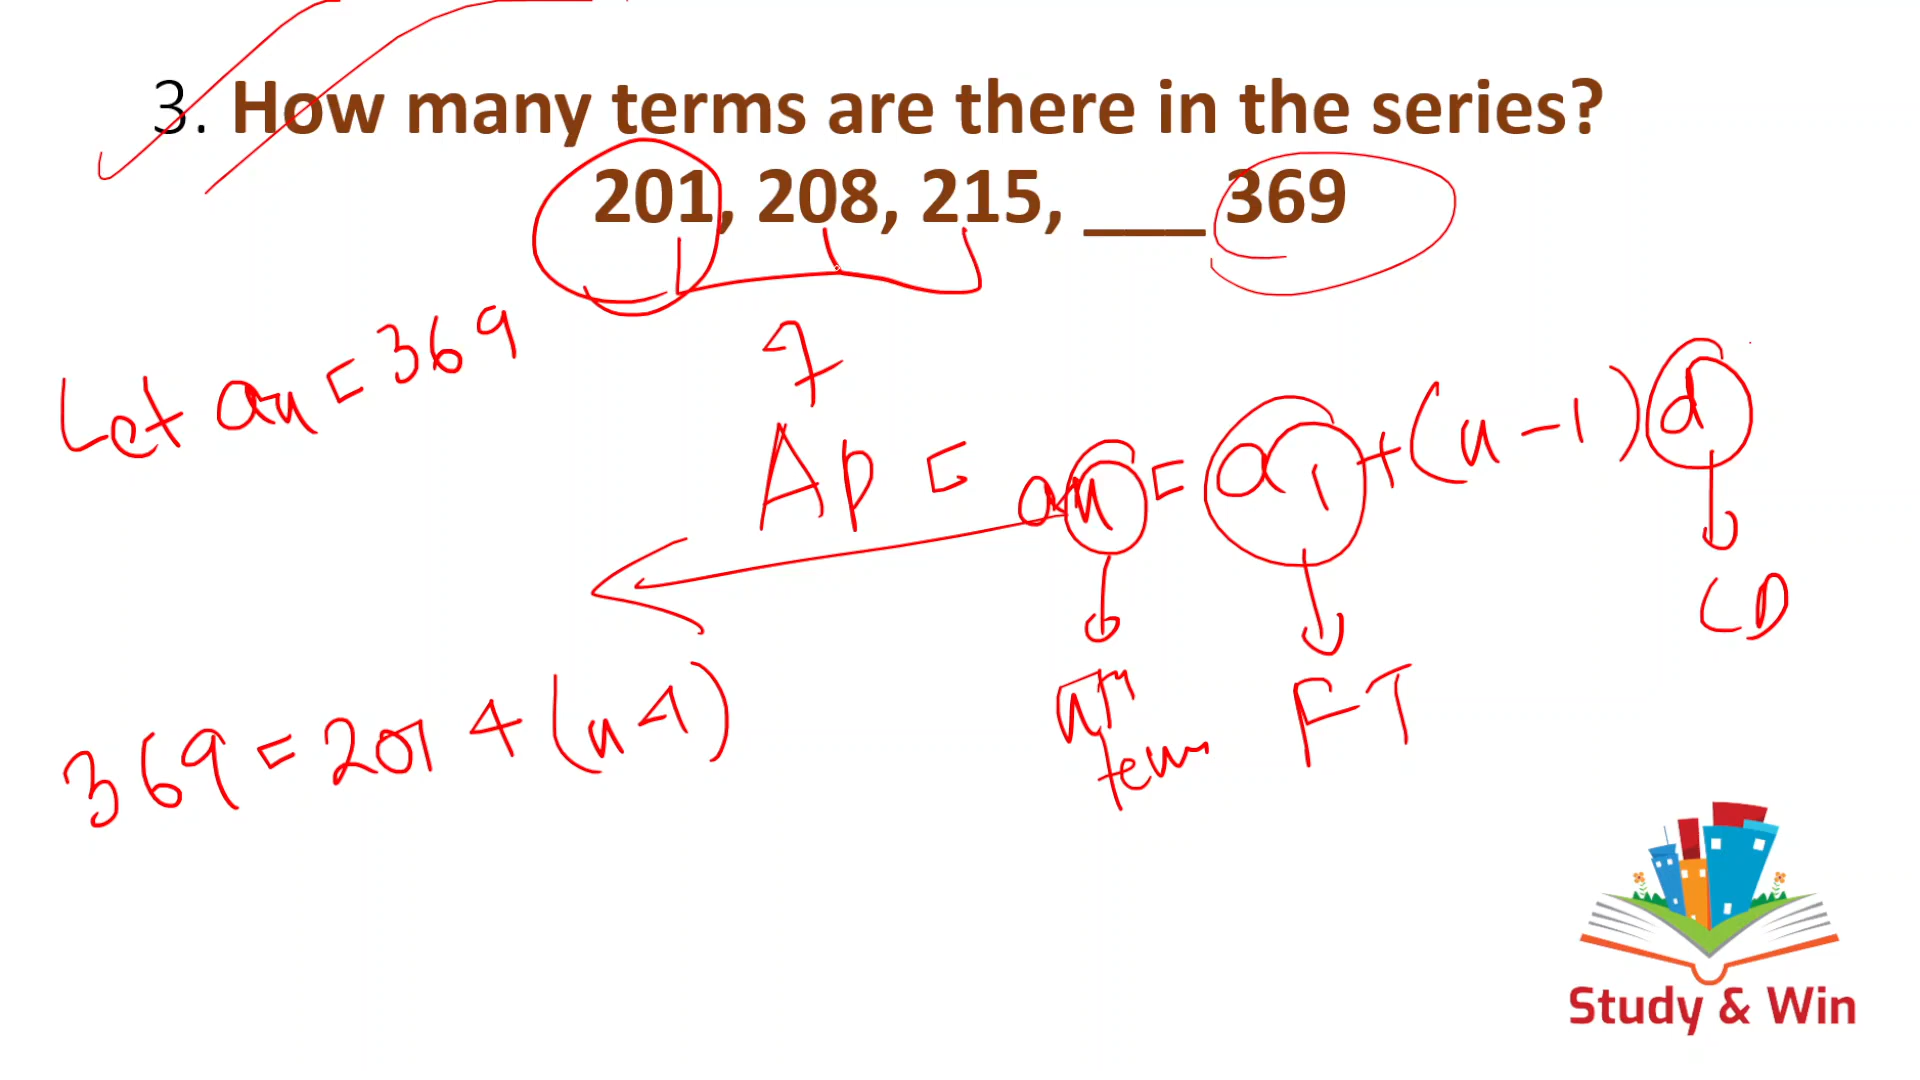 3. How many terms are there in the series?
201, 208, 215, ___ 369
Let an = 369
7
AP = an = a1 + (n-1)d
CD
nth term
FT
369 = 201 + (n-1)
Study & Win